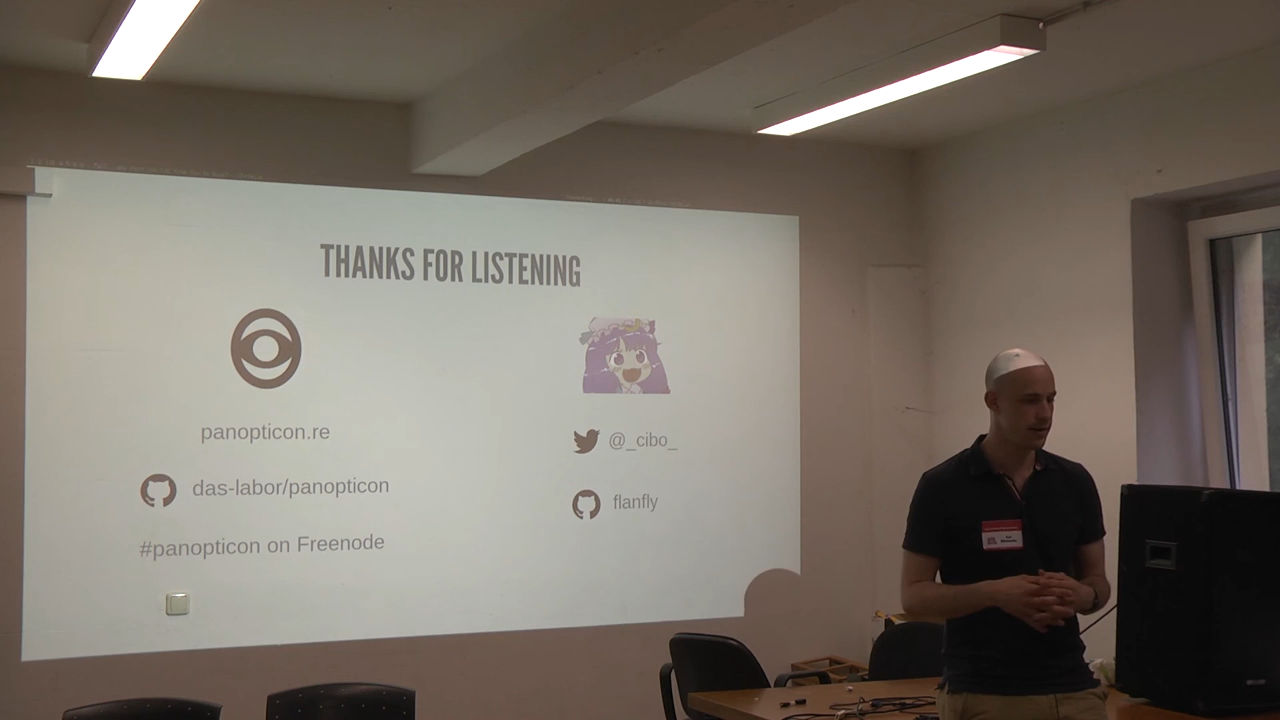 THANKS FOR LISTENING
panopticon.re
das-labor/panopticon
#panopticon on Freenode
@_cibo_
flanfly